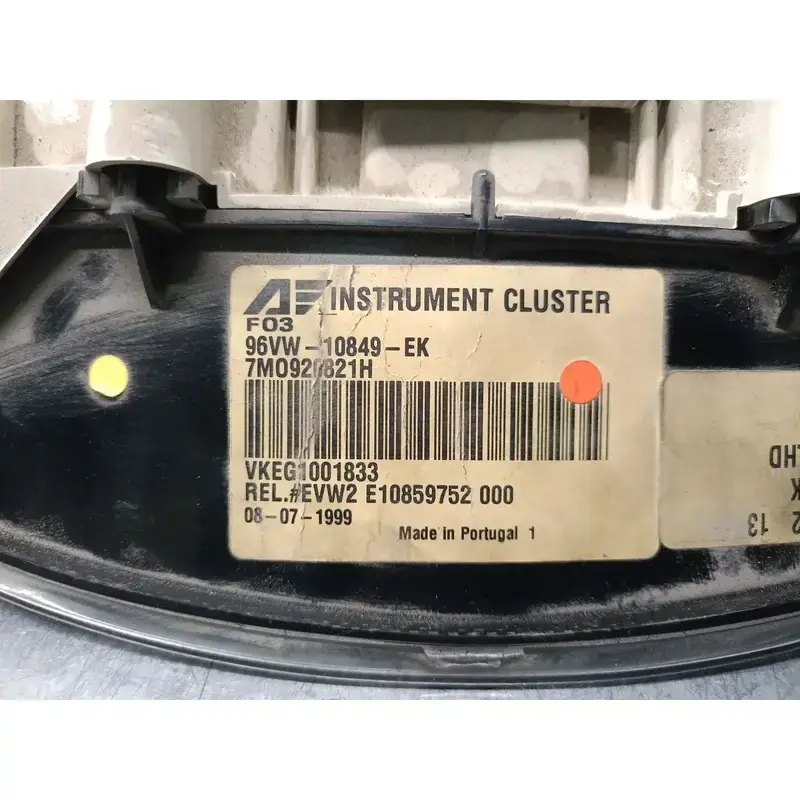 AE INSTRUMENT CLUSTER
F03
96VW-10849-EK
7M0920821H
VKEG1001833
REL.#EVW2 E10859752 000
08-07-1999
Made in Portugal 1
2 13
K
LHD